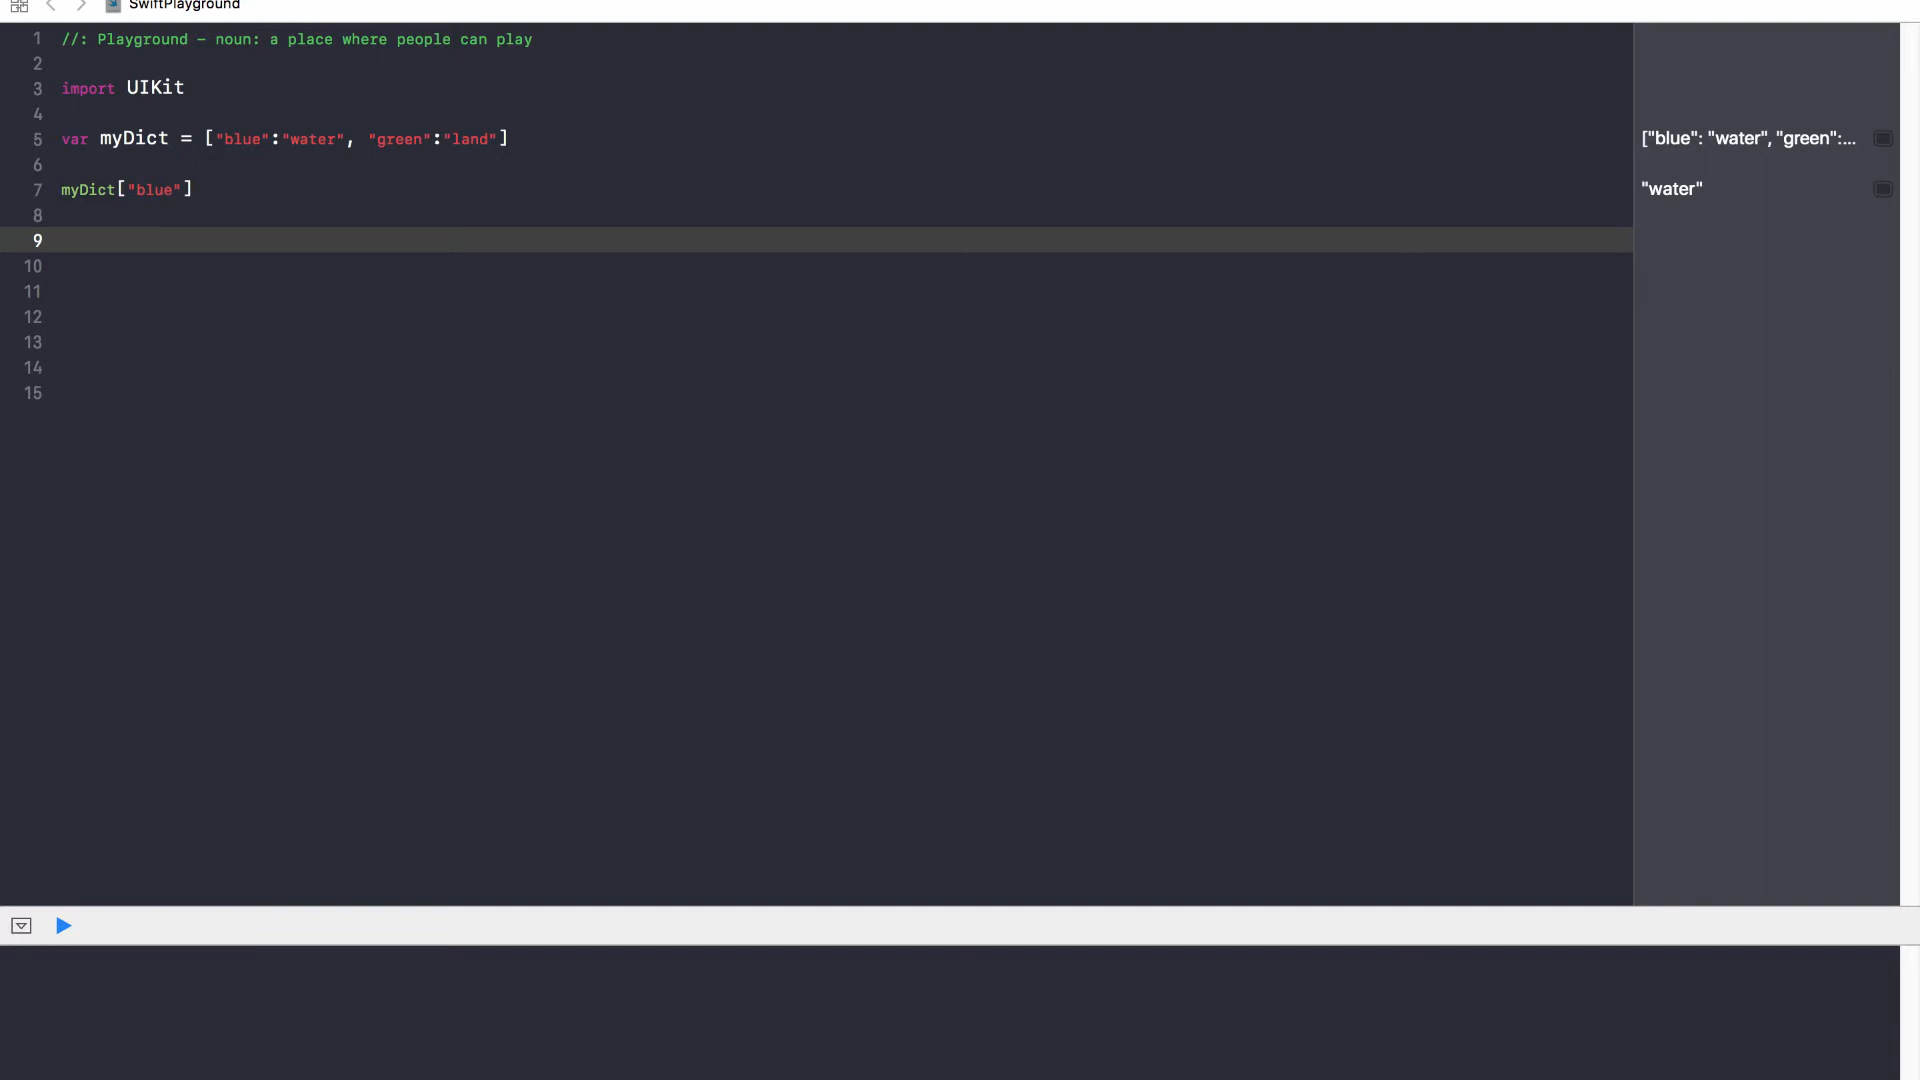 SwiftPlayground
1 //: Playground - noun: a place where people can play
2
3 import UIKit
4
5 var myDict = ["blue":"water", "green":"land"] ["blue": "water", "green":...
6
7 myDict["blue"] "water"
8
9
10
11
12
13
14
15